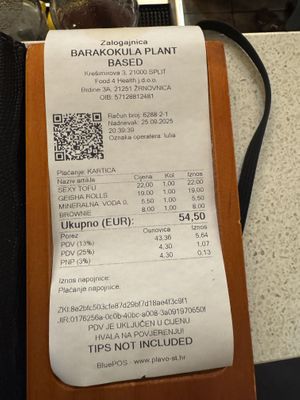 Zalogajnica
BARAKOKULA PLANT
BASED
Krešimirova 3, 21000 SPLIT
Food 4 Health j.d.o.o.
Brdine 3A, 21251 ŽRNOVNICA
OIB: 57128812481
Račun broj: 6288-2-1
Nadnevak: 25.09.2025
20:39:39
Oznaka operatera: Iulia
Plaćanje: KARTICA
Naziv artikla Cijena Kol Iznos
SEXY TOFU 22,00 1,00 22,00
GEISHA ROLLS 19,00 1,00 19,00
MINERALNA VODA 0, 5,50 1,00 5,50
BROWNIE 8,00 1,00 8,00
Ukupno (EUR): 54,50
Porez Osnovica Iznos
PDV (13%) 43,36 5,64
PDV (25%) 4,30 1,07
PNP (3%) 4,30 0,13
Iznos napojnice:
Plaćanje napojnice:
PDV JE UKLJUČEN U CIJENU
HVALA NA POVJERENJU!
TIPS NOT INCLUDED
BluePOS - www.plavo-st.hr